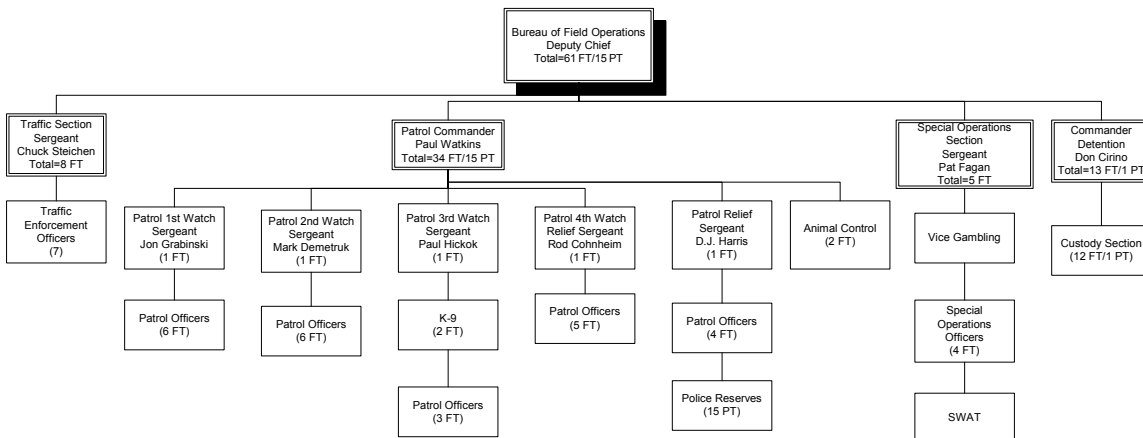 Bureau of Field Operations
Deputy Chief
Total=61 FT/15 PT
Traffic Section
Sergeant
Chuck Steichen
Total=8 FT
Patrol Commander
Paul Watkins
Total=34 FT/15 PT
Special Operations
Section
Sergeant
Pat Fagan
Total=5 FT
Commander
Detention
Don Cirino
Total=13 FT/1 PT
Traffic
Enforcement
Officers
(7)
Patrol 1st Watch
Sergeant
Jon Grabinski
(1 FT)
Patrol 2nd Watch
Sergeant
Mark Demetruk
(1 FT)
Patrol 3rd Watch
Sergeant
Paul Hickok
(1 FT)
Patrol 4th Watch
Relief Sergeant
Rod Cohnheim
(1 FT)
Patrol Relief
Sergeant
D.J. Harris
(1 FT)
Animal Control
(2 FT)
Vice Gambling
Custody Section
(12 FT/1 PT)
Patrol Officers
(6 FT)
Patrol Officers
(6 FT)
K-9
(2 FT)
Patrol Officers
(5 FT)
Patrol Officers
(4 FT)
Special
Operations
Officers
(4 FT)
Patrol Officers
(3 FT)
Police Reserves
(15 PT)
SWAT